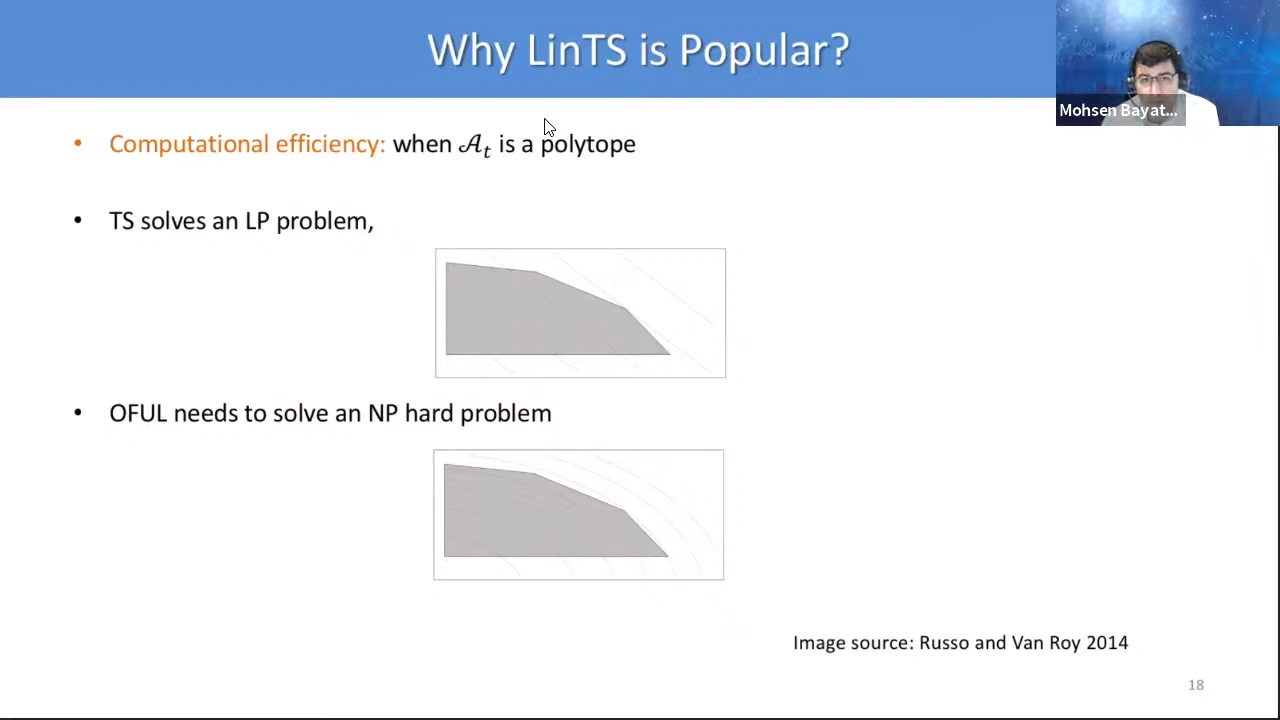 Why LinTS is Popular?
Mohsen Bayat...
• Computational efficiency: when 𝒜ₜ is a polytope
• TS solves an LP problem,
• OFUL needs to solve an NP hard problem
Image source: Russo and Van Roy 2014
18